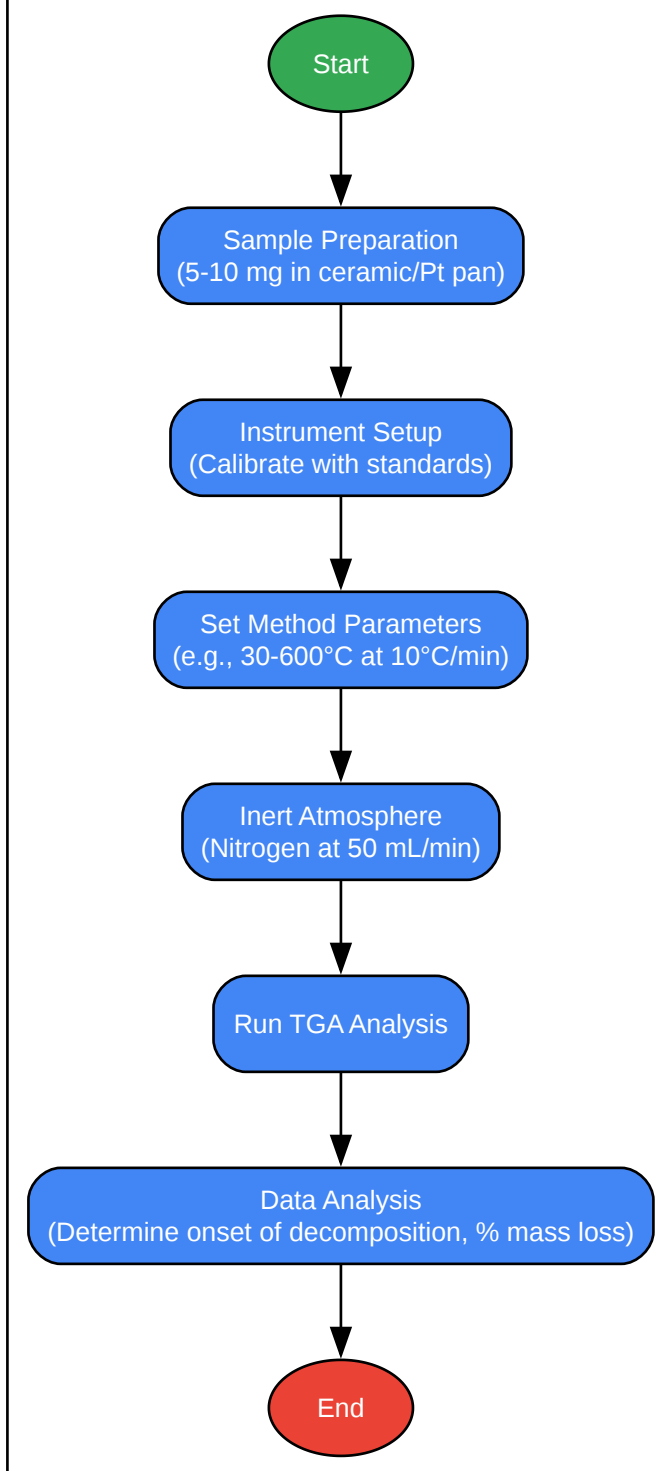 Start
Sample Preparation
(5-10 mg in ceramic/Pt pan)
Instrument Setup
(Calibrate with standards)
Set Method Parameters
(e.g., 30-600°C at 10°C/min)
Inert Atmosphere
(Nitrogen at 50 mL/min)
Run TGA Analysis
Data Analysis
(Determine onset of decomposition, % mass loss)
End